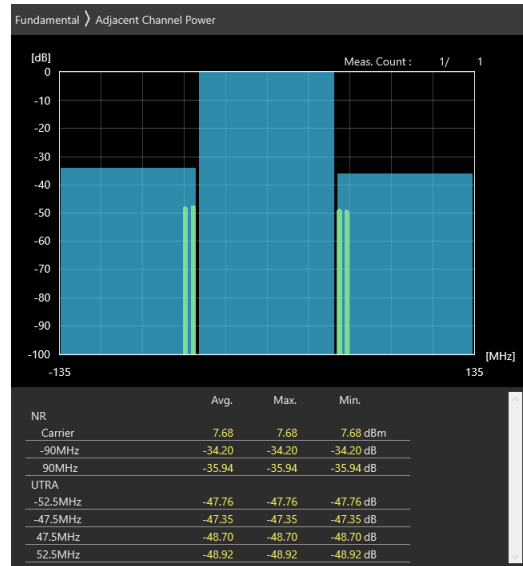 Fundamental 〉 Adjacent Channel Power
[dB]
Meas. Count : 1/ 1
0
-10
-20
-30
-40
-50
-60
-70
-80
-90
-100
[MHz]
-135 135
Avg. Max. Min.
NR
Carrier 7.68 7.68 7.68 dBm
-90MHz -34.20 -34.20 -34.20 dB
90MHz -35.94 -35.94 -35.94 dB
UTRA
-52.5MHz -47.76 -47.76 -47.76 dB
-47.5MHz -47.35 -47.35 -47.35 dB
47.5MHz -48.70 -48.70 -48.70 dB
52.5MHz -48.92 -48.92 -48.92 dB